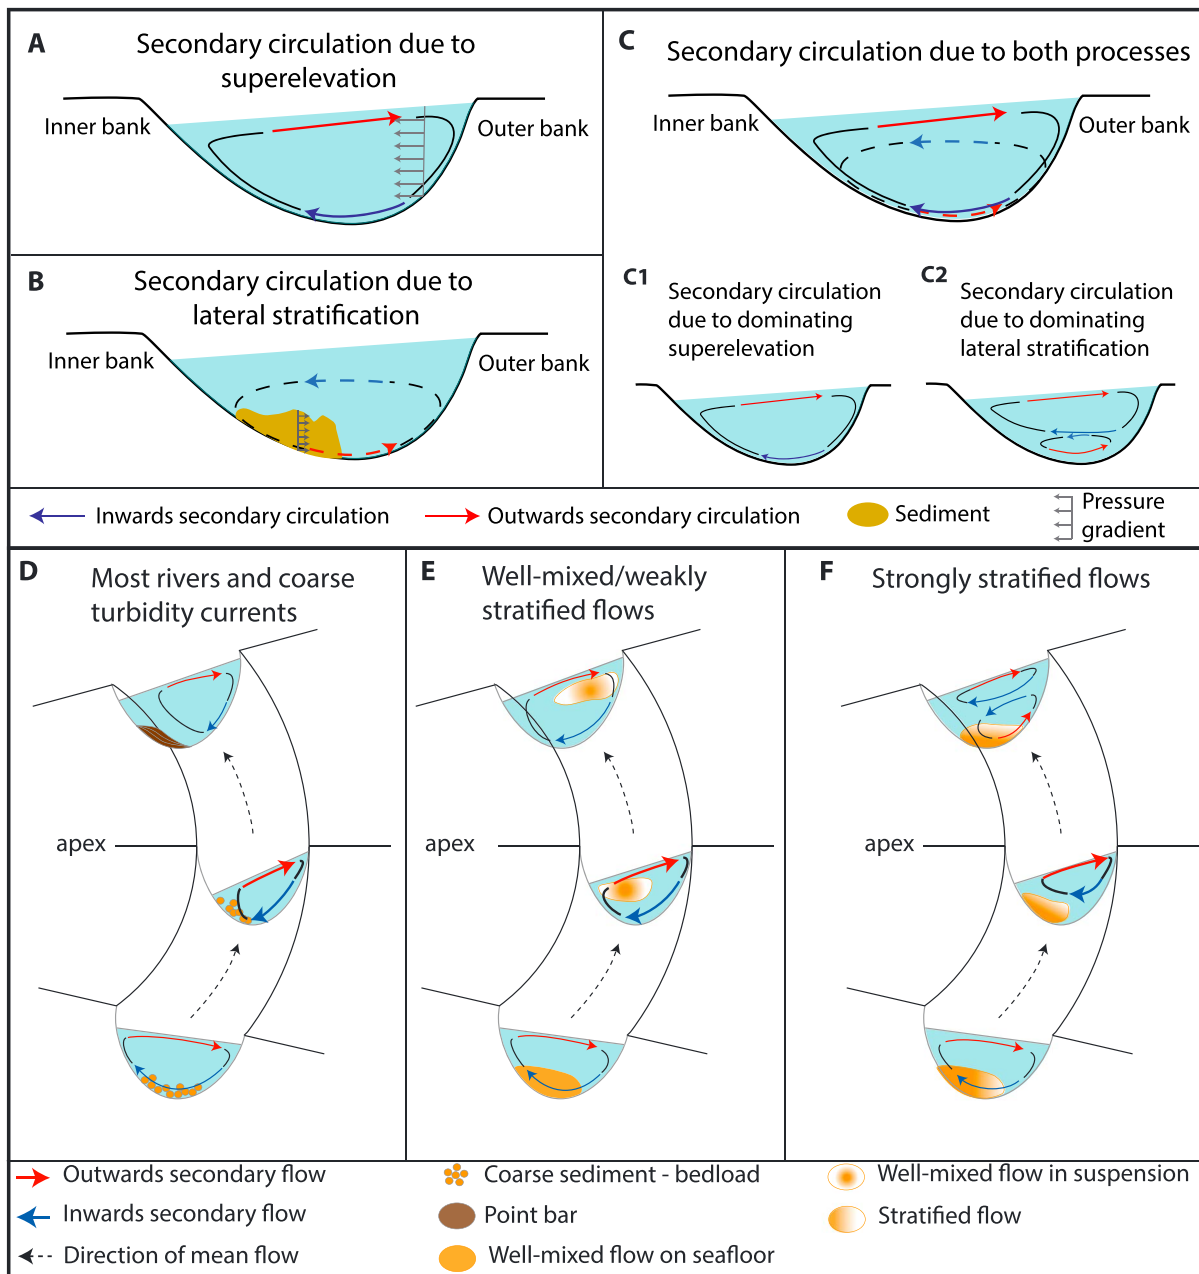 A
Secondary circulation due to
superelevation
Inner bank
Outer bank
B
Secondary circulation due to
lateral stratification
Inner bank
Outer bank
C
Secondary circulation due to both processes
Inner bank
Outer bank
C1
Secondary circulation
due to dominating
superelevation
C2
Secondary circulation
due to dominating
lateral stratification
Inwards secondary circulation
Outwards secondary circulation
Sediment
Pressure
gradient
D
Most rivers and coarse
turbidity currents
apex
E
Well-mixed/weakly
stratified flows
apex
F
Strongly stratified flows
apex
Outwards secondary flow
Inwards secondary flow
Direction of mean flow
Coarse sediment - bedload
Point bar
Well-mixed flow on seafloor
Well-mixed flow in suspension
Stratified flow